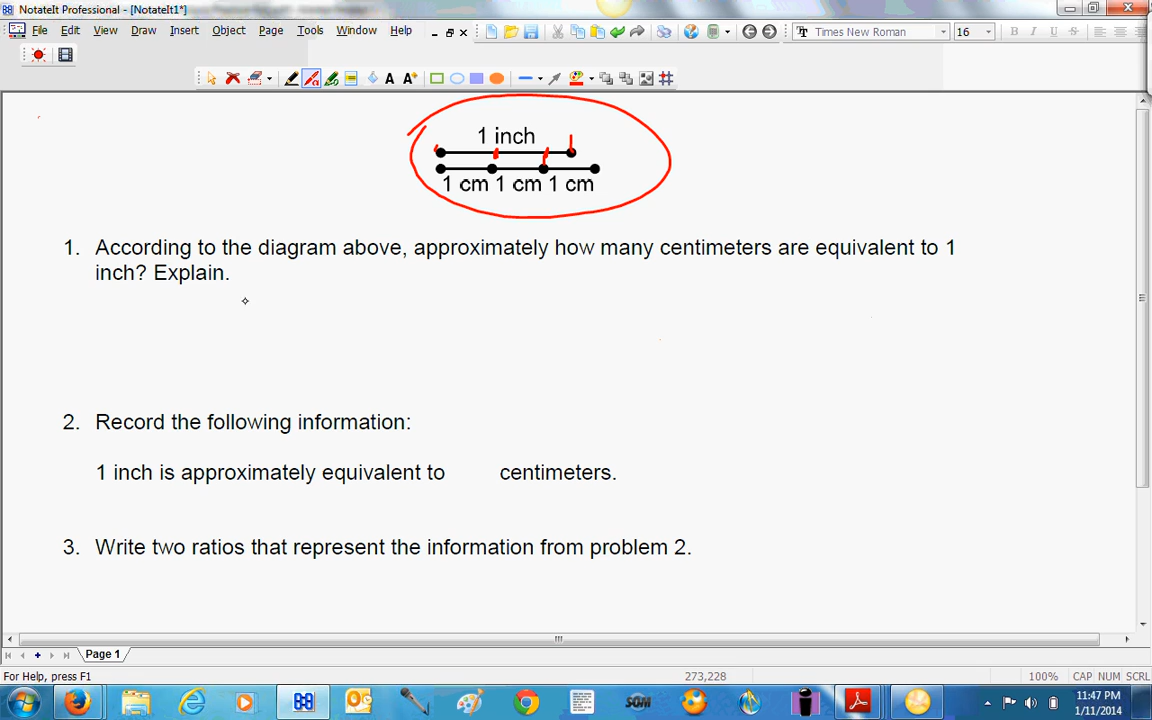 NotateIt Professional - [NotateIt1*]
File Edit View Draw Insert Object Page Tools Window Help
Times New Roman 16 B I U S
A A
1 inch
1 cm 1 cm 1 cm
1. According to the diagram above, approximately how many centimeters are equivalent to 1
inch? Explain.
2. Record the following information:
1 inch is approximately equivalent to centimeters.
3. Write two ratios that represent the information from problem 2.
Page 1
For Help, press F1 273,228 100% CAP NUM SCRL
SOM 11:47 PM
1/11/2014